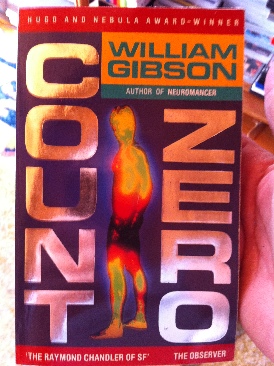 HUGO AND NEBULA AWARD-WINNER
WILLIAM
GIBSON
AUTHOR OF NEUROMANCER
COUNT
ZERO
'THE RAYMOND CHANDLER OF SF'
THE OBSERVER